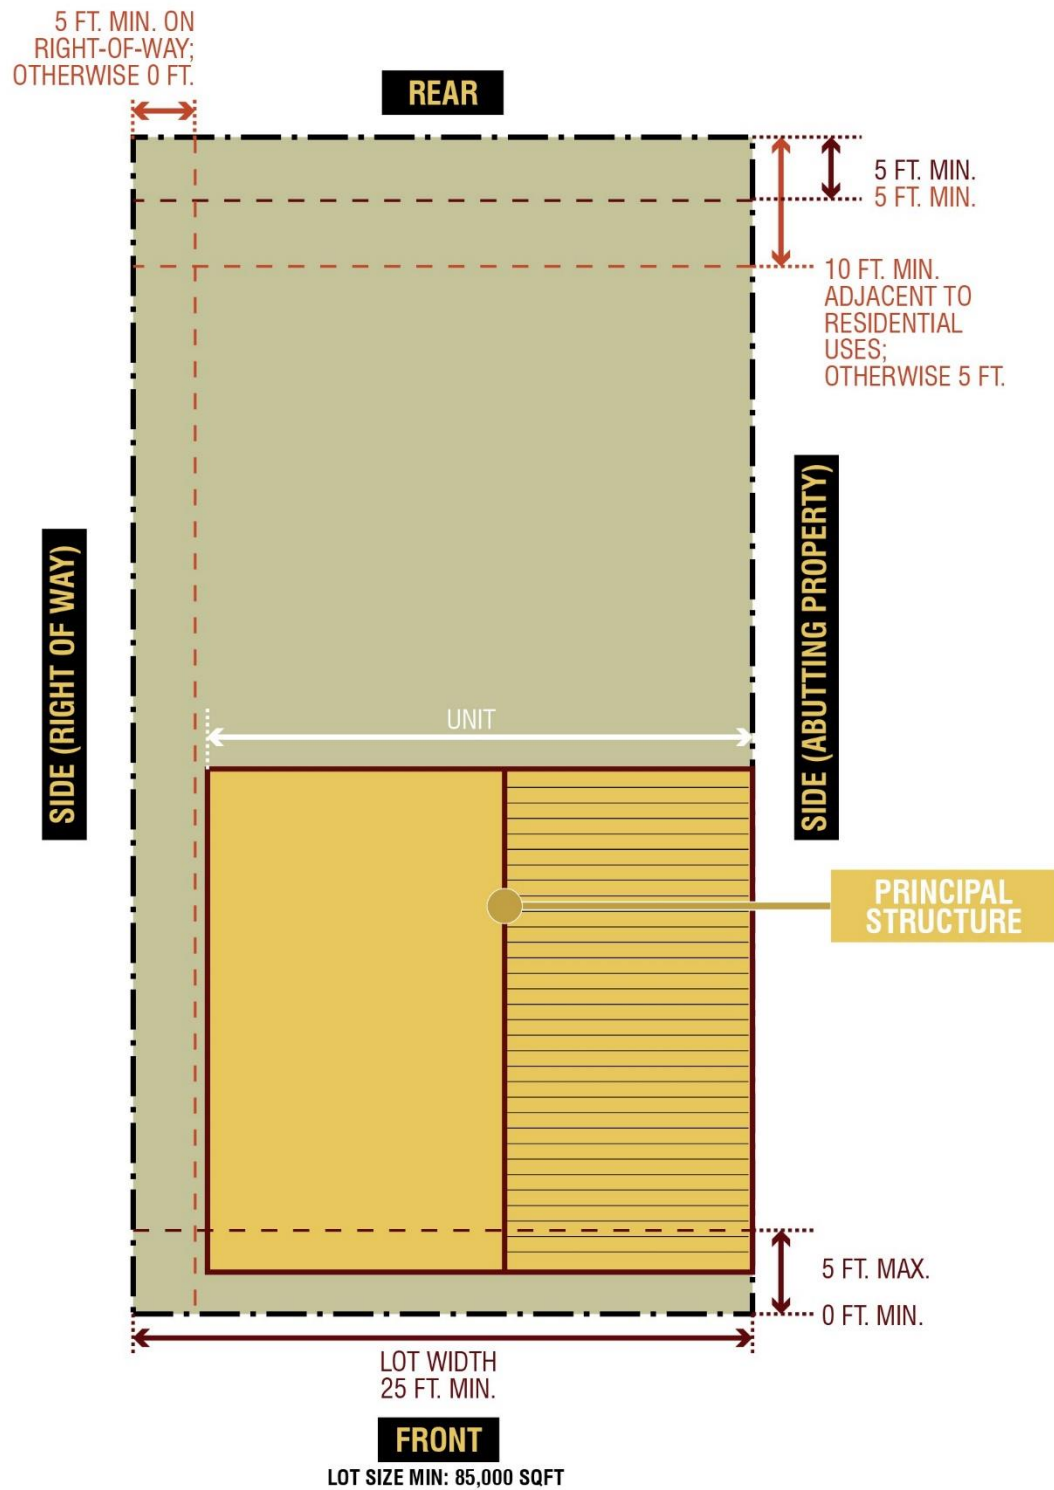 5 FT. MIN. ON
RIGHT-OF-WAY;
OTHERWISE 0 FT.
REAR
5 FT. MIN.
5 FT. MIN.
10 FT. MIN.
ADJACENT TO
RESIDENTIAL
USES;
OTHERWISE 5 FT.
SIDE (RIGHT OF WAY)
SIDE (ABUTTING PROPERTY)
UNIT
PRINCIPAL
STRUCTURE
5 FT. MAX.
0 FT. MIN.
LOT WIDTH
25 FT. MIN.
FRONT
LOT SIZE MIN: 85,000 SQFT